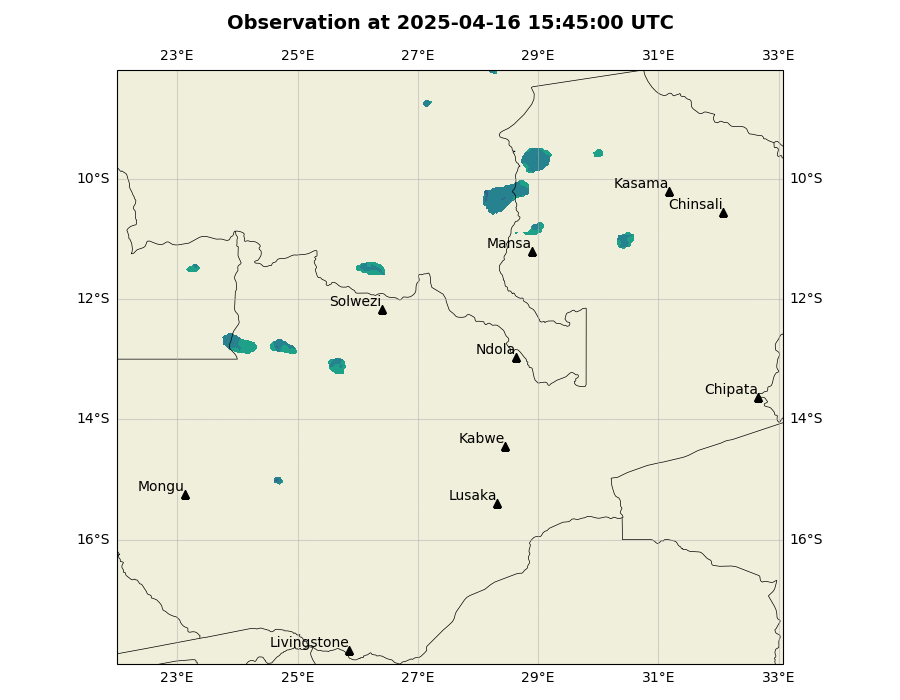 Observation at 2025-04-16 15:45:00 UTC
23°E 25°E 27°E 29°E 31°E 33°E
10°S 10°S
Kasama
Chinsali
Mansa
12°S 12°S
Solwezi
Ndola
Chipata
14°S 14°S
Kabwe
Mongu
Lusaka
16°S 16°S
Livingstone
23°E 25°E 27°E 29°E 31°E 33°E